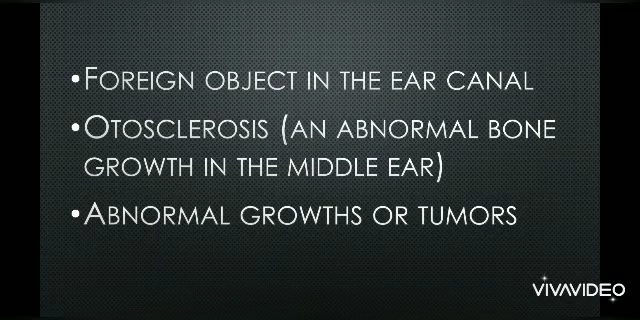 •Foreign object in the ear canal
•Otosclerosis (an abnormal bone
growth in the middle ear)
•Abnormal growths or tumors
VIVAVIDEO